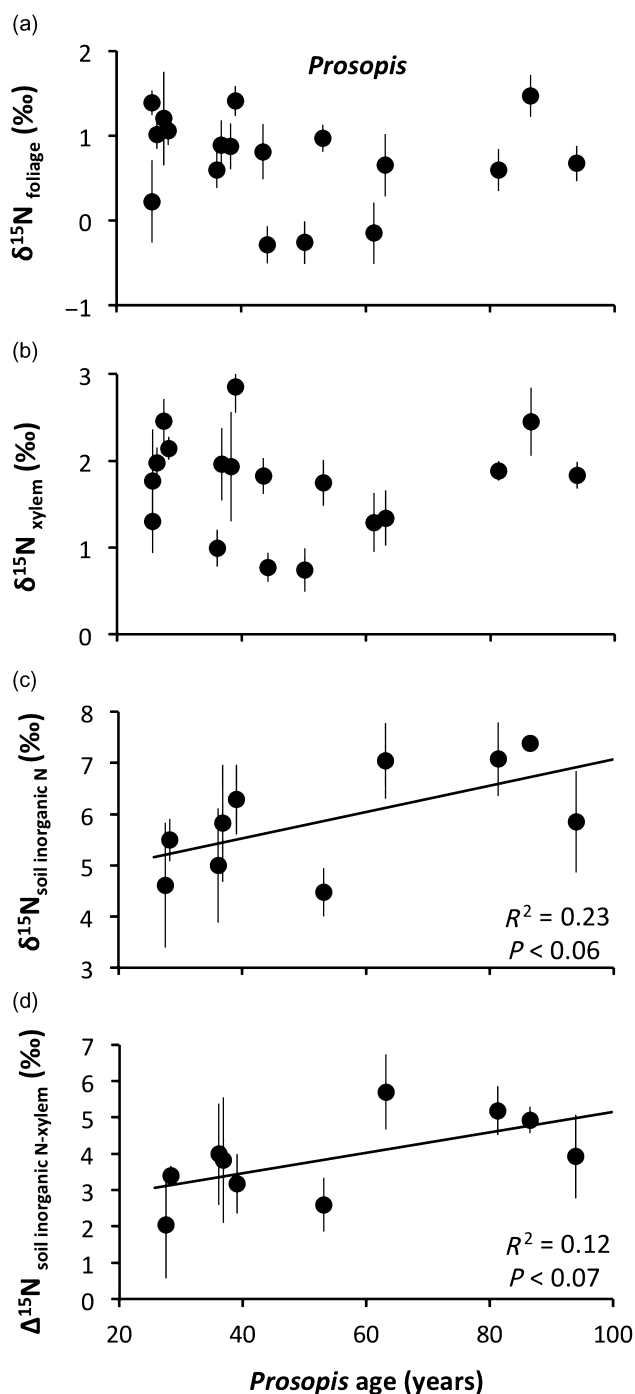 (a)
Prosopis
δ¹⁵N foliage (‰)
2
1
0
–1
(b)
δ¹⁵N xylem (‰)
3
2
1
0
(c)
δ¹⁵N soil inorganic N (‰)
8
7
6
5
4
3
R² = 0.23
P < 0.06
(d)
Δ¹⁵N soil inorganic N-xylem (‰)
7
6
5
4
3
2
1
0
R² = 0.12
P < 0.07
20 40 60 80 100
Prosopis age (years)